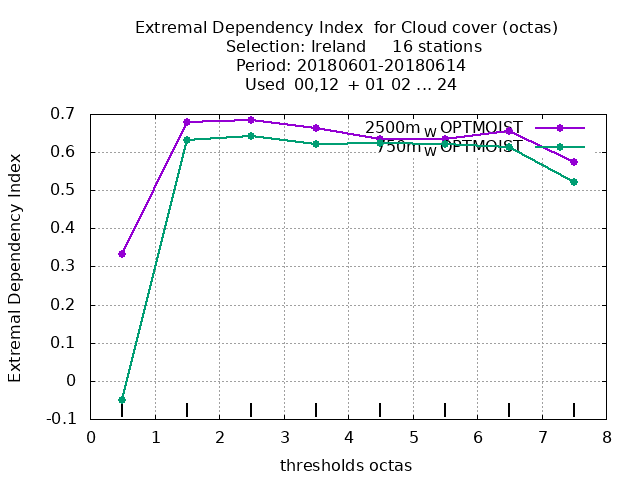 Extremal Dependency Index  for Cloud cover (octas)
Selection: Ireland     16 stations
Period: 20180601-20180614
Used  00,12  + 01 02 ... 24
2500m W OPTMOIST
750m W OPTMOIST
Extremal Dependency Index
0.7
0.6
0.5
0.4
0.3
0.2
0.1
0
-0.1
0 1 2 3 4 5 6 7 8
thresholds octas